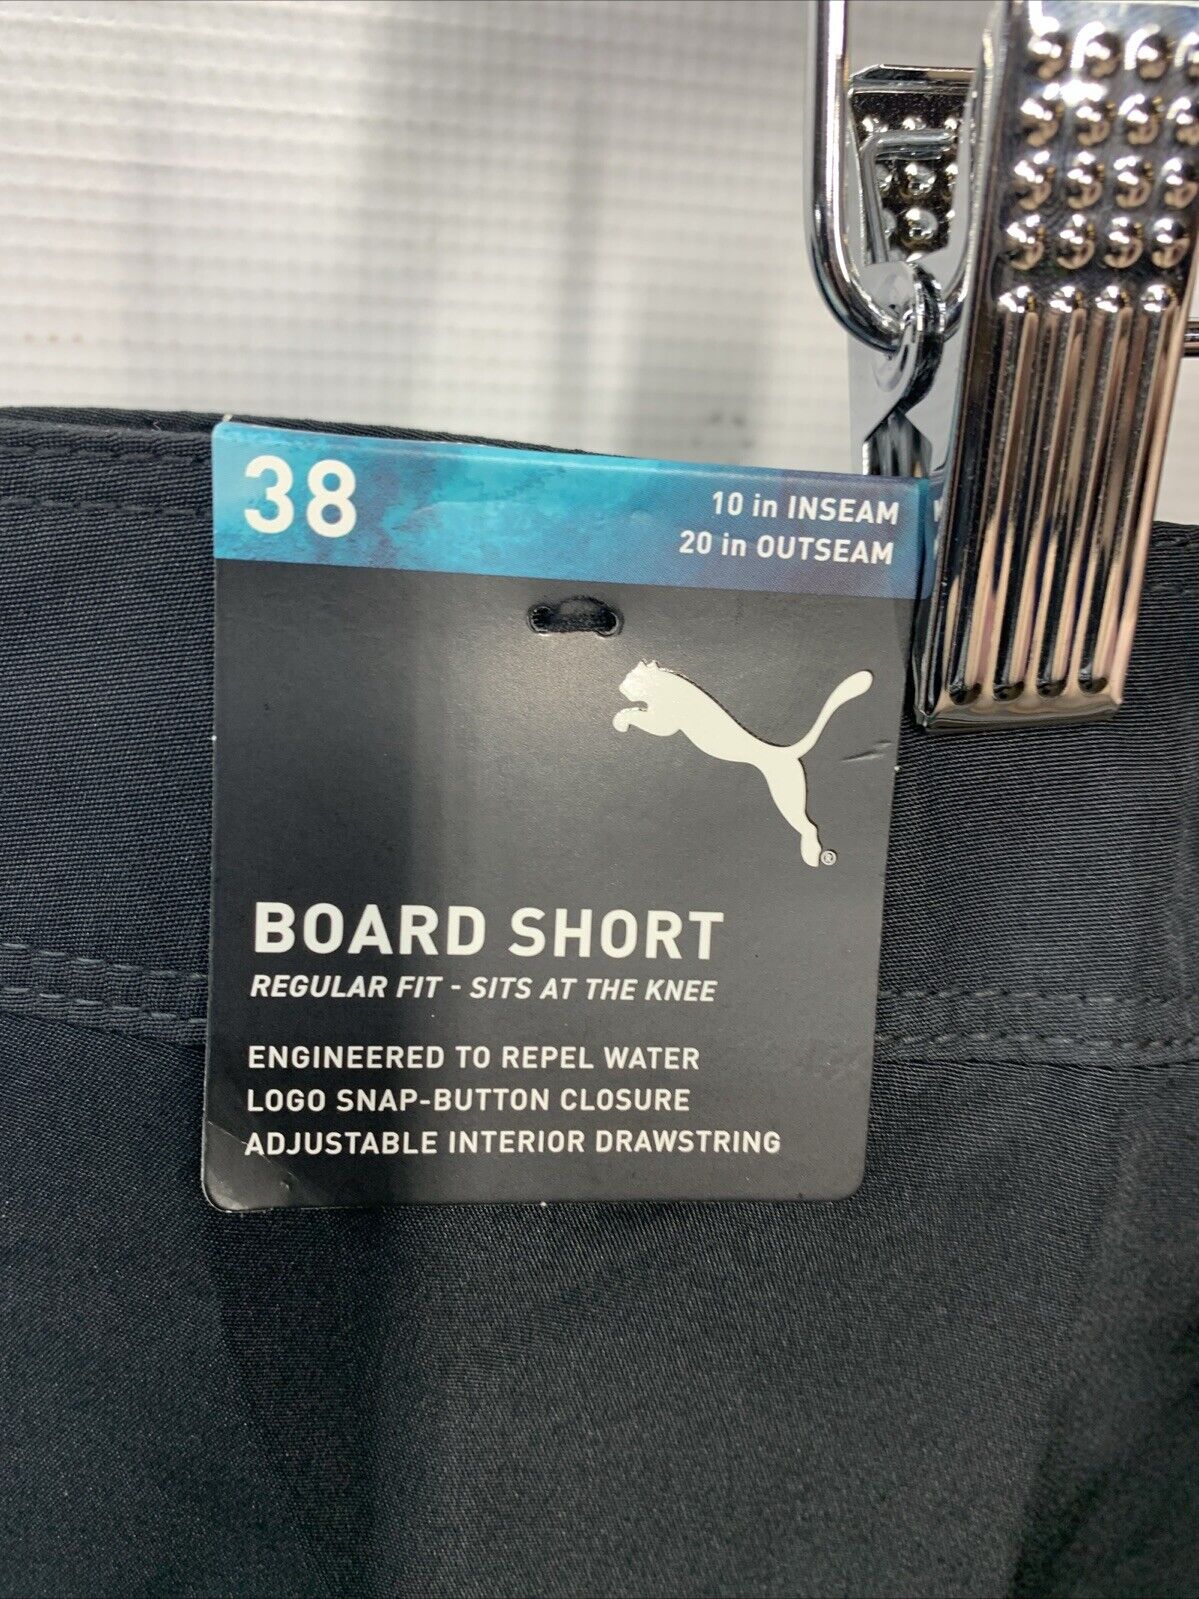 38
10 in INSEAM
20 in OUTSEAM
®
BOARD SHORT
REGULAR FIT - SITS AT THE KNEE
ENGINEERED TO REPEL WATER
LOGO SNAP-BUTTON CLOSURE
ADJUSTABLE INTERIOR DRAWSTRING